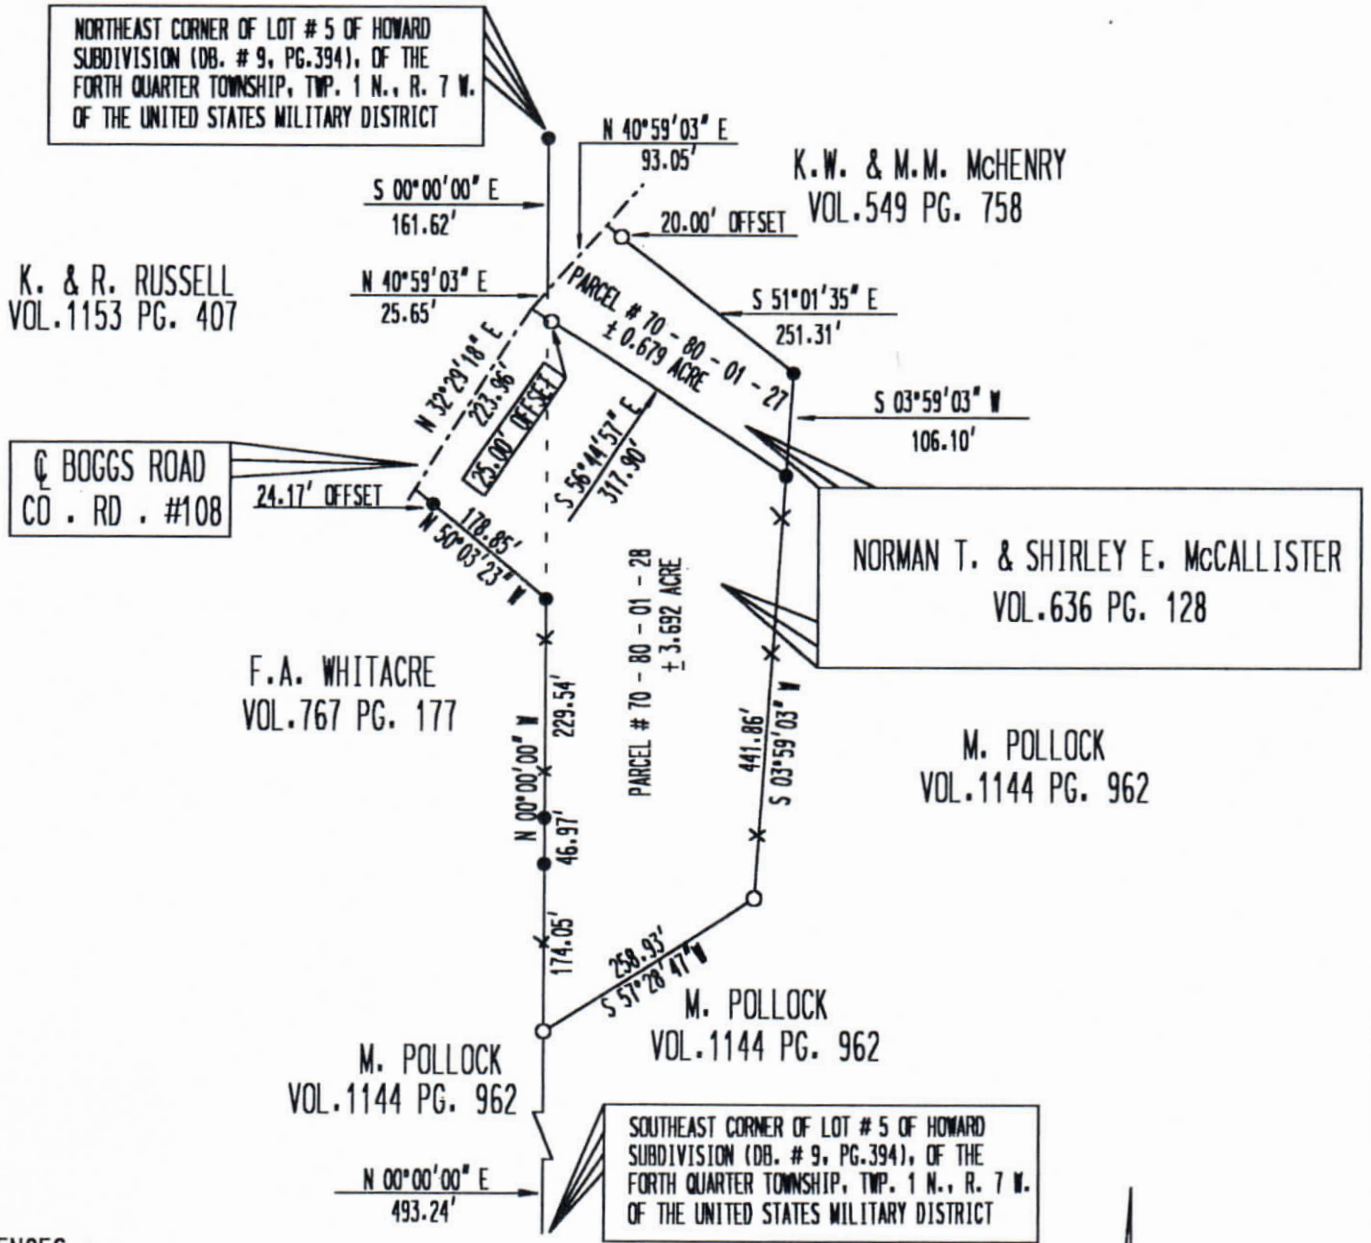 NORTHEAST CORNER OF LOT # 5 OF HOWARD
SUBDIVISION (DB. # 9, PG.394), OF THE
FORTH QUARTER TOWNSHIP, TWP. 1 N., R. 7 W.
OF THE UNITED STATES MILITARY DISTRICT
N 40°59'03" E
93.05'
K.W. & M.M. McHENRY
VOL.549 PG. 758
S 00°00'00" E
161.62'
20.00' OFFSET
K. & R. RUSSELL
VOL.1153 PG. 407
N 40°59'03" E
25.65'
PARCEL # 70 - 80 - 01 - 27
± 0.679 ACRE
S 51°01'35" E
251.31'
N 32°29'18" E
223.96'
25.00' OFFSET
S 56°44'57" E
317.90'
S 03°59'03" W
106.10'
℄ BOGGS ROAD
CO . RD . #108
24.17' OFFSET
178.85'
N 50°03'23" W
NORMAN T. & SHIRLEY E. McCALLISTER
VOL.636 PG. 128
PARCEL # 70 - 80 - 01 - 28
± 3.692 ACRE
F.A. WHITACRE
VOL.767 PG. 177
N 00°00'00" W
229.54'
46.97'
174.05'
441.86'
S 03°59'03" W
M. POLLOCK
VOL.1144 PG. 962
258.93'
S 57°28'47" W
M. POLLOCK
VOL.1144 PG. 962
M. POLLOCK
VOL.1144 PG. 962
N 00°00'00" E
493.24'
SOUTHEAST CORNER OF LOT # 5 OF HOWARD
SUBDIVISION (DB. # 9, PG.394), OF THE
FORTH QUARTER TOWNSHIP, TWP. 1 N., R. 7 W.
OF THE UNITED STATES MILITARY DISTRICT